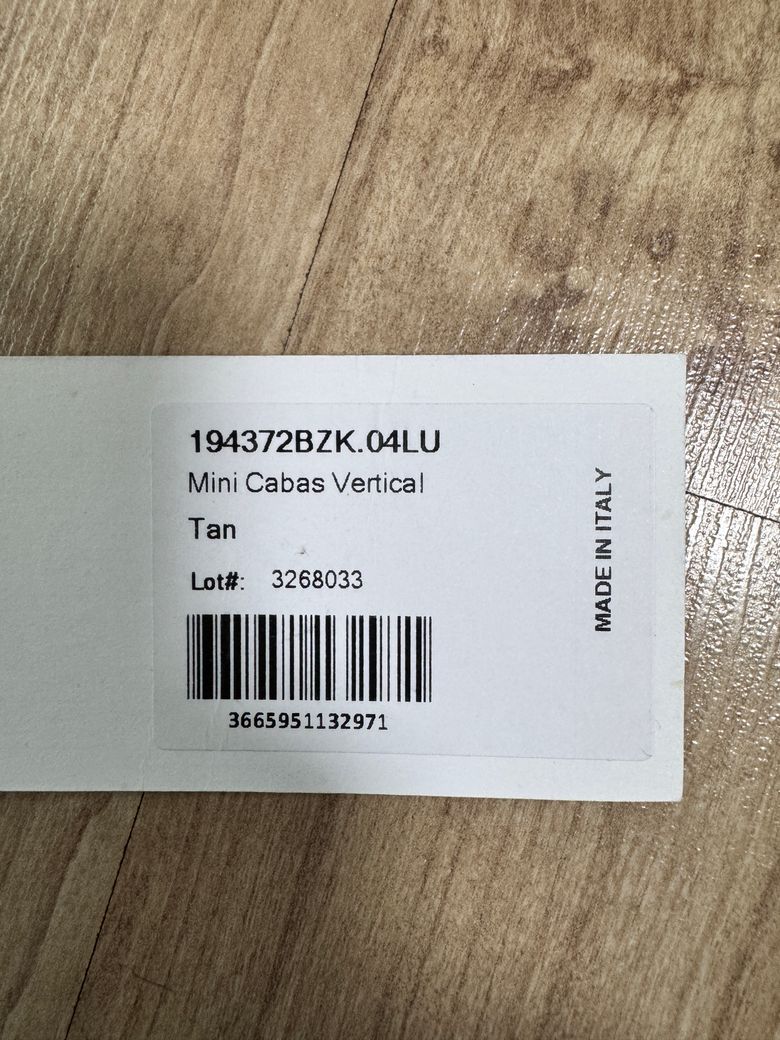 194372BZK.04LU
Mini Cabas Vertical
Tan
Lot#: 3268033
3665951132971
MADE IN ITALY